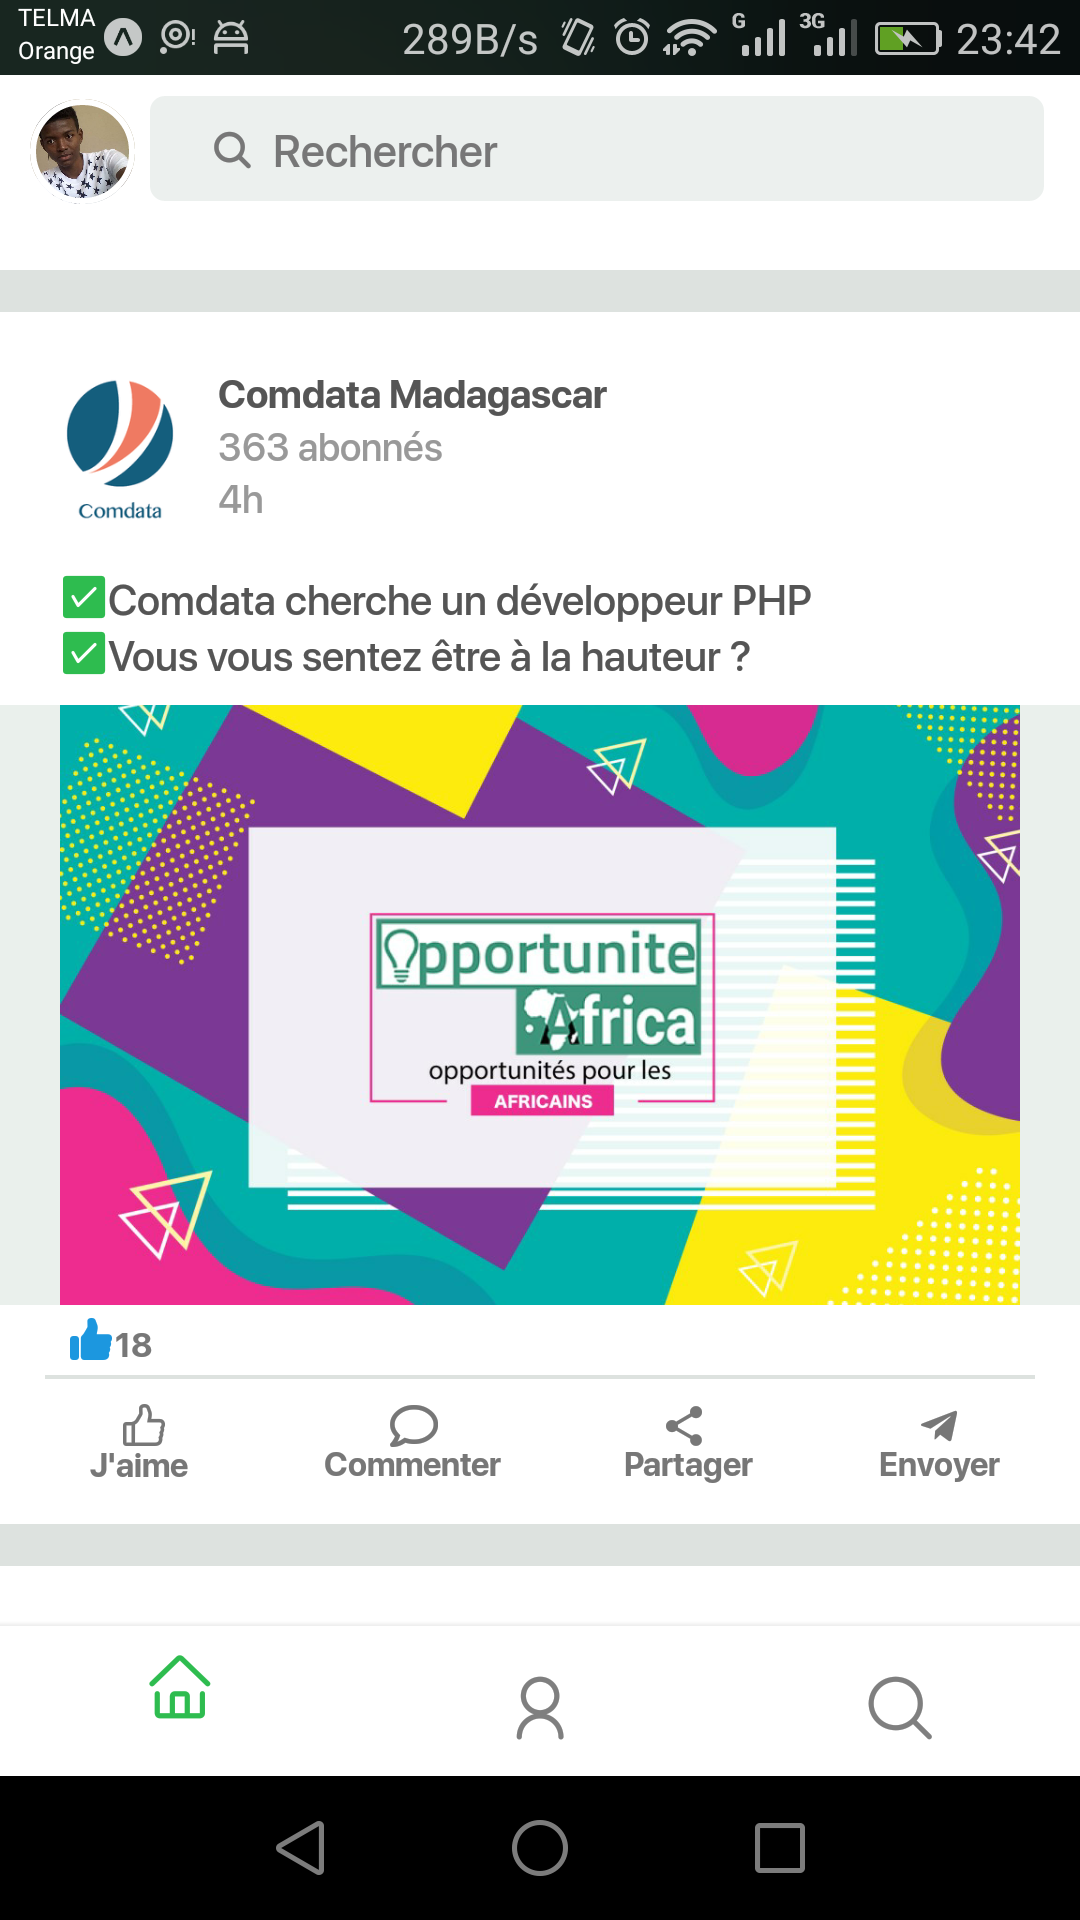 TELMA
Orange
289B/s
G
3G
23:42
Rechercher
Comdata Madagascar
363 abonnés
4h
Comdata
✅Comdata cherche un développeur PHP
✅Vous vous sentez être à la hauteur ?
Opportunite
Africa
opportunités pour les
AFRICAINS
18
J'aime
Commenter
Partager
Envoyer